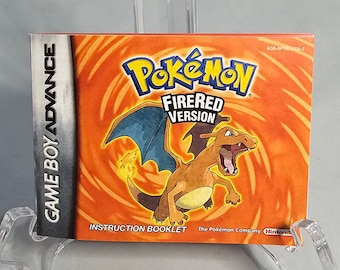 GAME BOY ADVANCE
POKéMON
FIRERED
VERSION
INSTRUCTION BOOKLET
The Pokémon Company
Nintendo